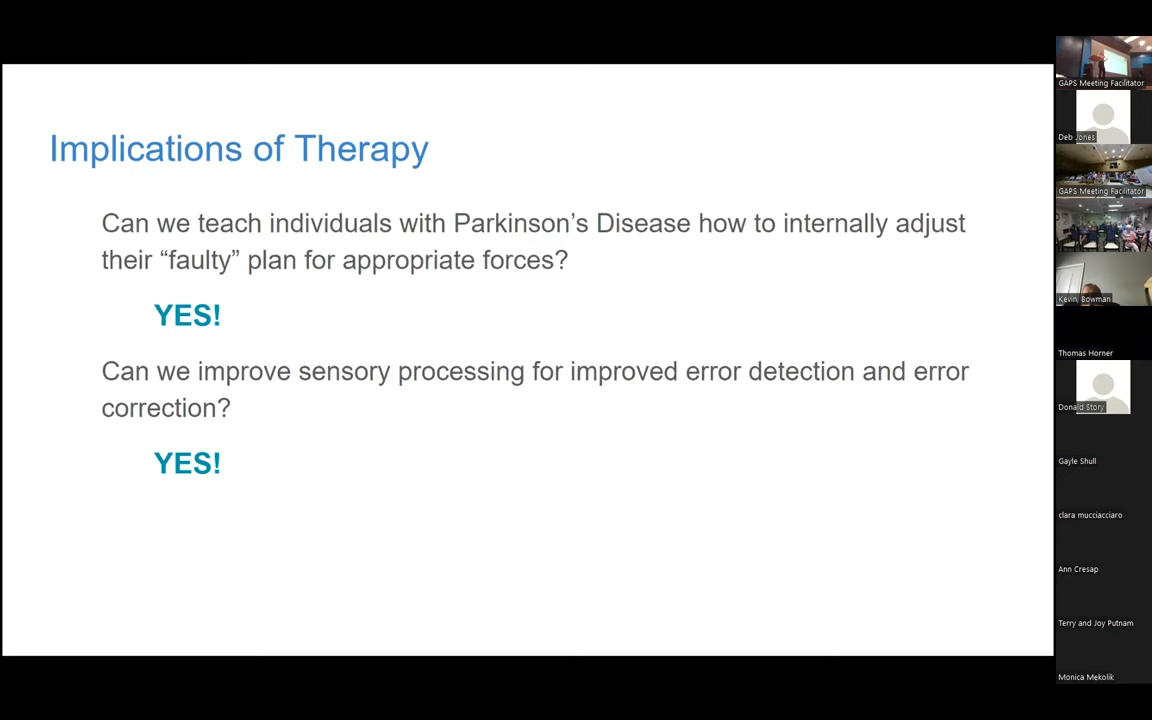 Implications of Therapy
Can we teach individuals with Parkinson’s Disease how to internally adjust
their “faulty” plan for appropriate forces?
YES!
Can we improve sensory processing for improved error detection and error
correction?
YES!
GAPS Meeting Facilitator
Deb Jones
GAPS Meeting Facilitator
Kevin, Bowman
Thomas Horner
Donald Story
Gayle Shull
clara mucciacciaro
Ann Cresap
Terry and Joy Putnam
Monica Mekolik